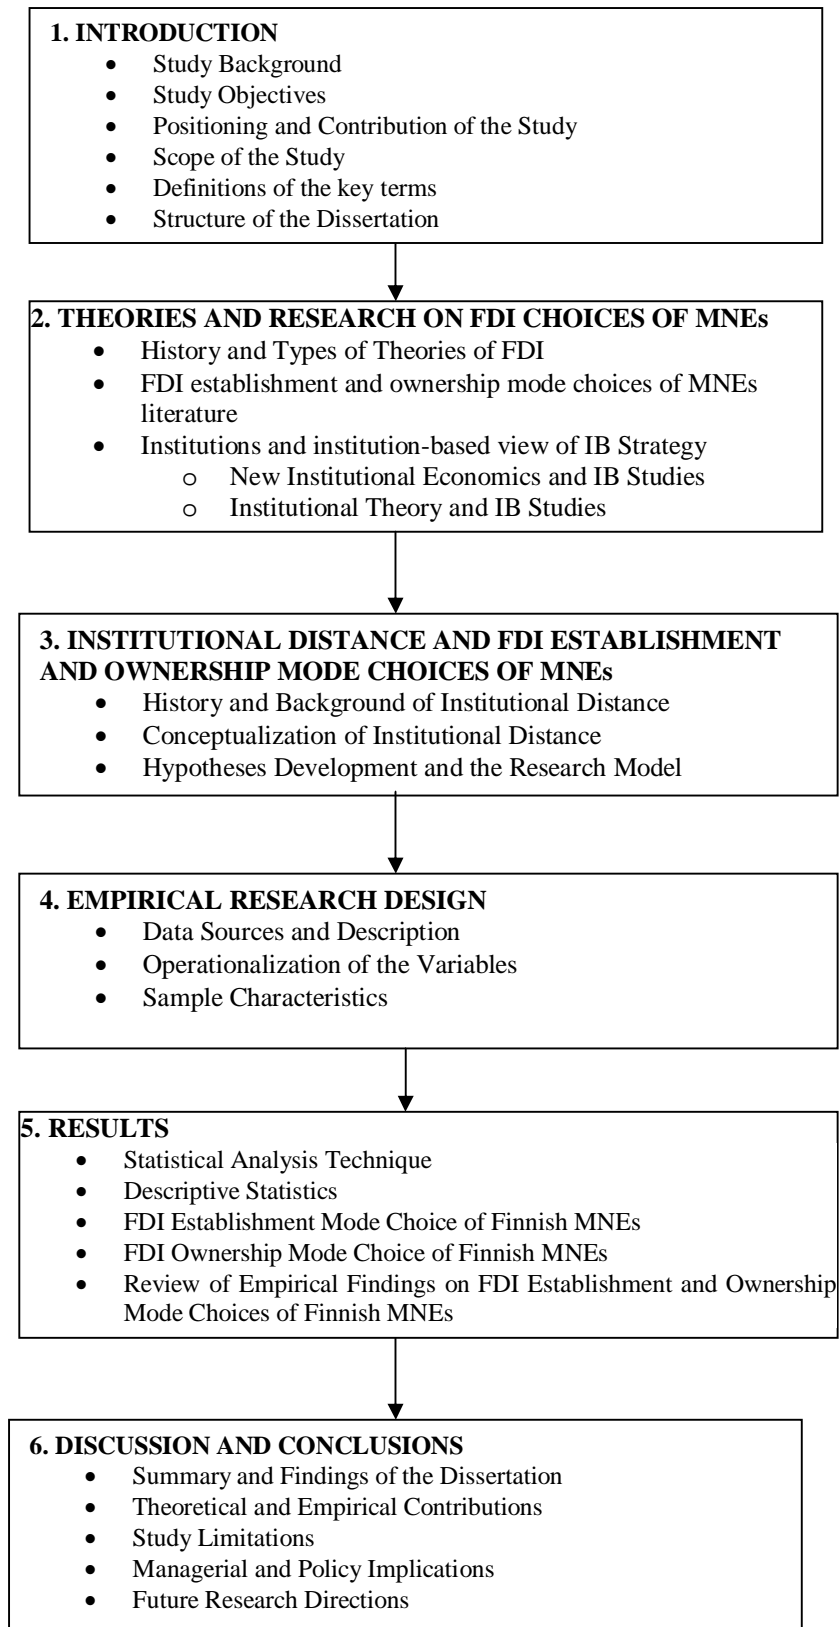 1. INTRODUCTION
• Study Background
• Study Objectives
• Positioning and Contribution of the Study
• Scope of the Study
• Definitions of the key terms
• Structure of the Dissertation
2. THEORIES AND RESEARCH ON FDI CHOICES OF MNEs
• History and Types of Theories of FDI
• FDI establishment and ownership mode choices of MNEs
literature
• Institutions and institution-based view of IB Strategy
o New Institutional Economics and IB Studies
o Institutional Theory and IB Studies
3. INSTITUTIONAL DISTANCE AND FDI ESTABLISHMENT
AND OWNERSHIP MODE CHOICES OF MNEs
• History and Background of Institutional Distance
• Conceptualization of Institutional Distance
• Hypotheses Development and the Research Model
4. EMPIRICAL RESEARCH DESIGN
• Data Sources and Description
• Operationalization of the Variables
• Sample Characteristics
5. RESULTS
• Statistical Analysis Technique
• Descriptive Statistics
• FDI Establishment Mode Choice of Finnish MNEs
• FDI Ownership Mode Choice of Finnish MNEs
• Review of Empirical Findings on FDI Establishment and Ownership
Mode Choices of Finnish MNEs
6. DISCUSSION AND CONCLUSIONS
• Summary and Findings of the Dissertation
• Theoretical and Empirical Contributions
• Study Limitations
• Managerial and Policy Implications
• Future Research Directions